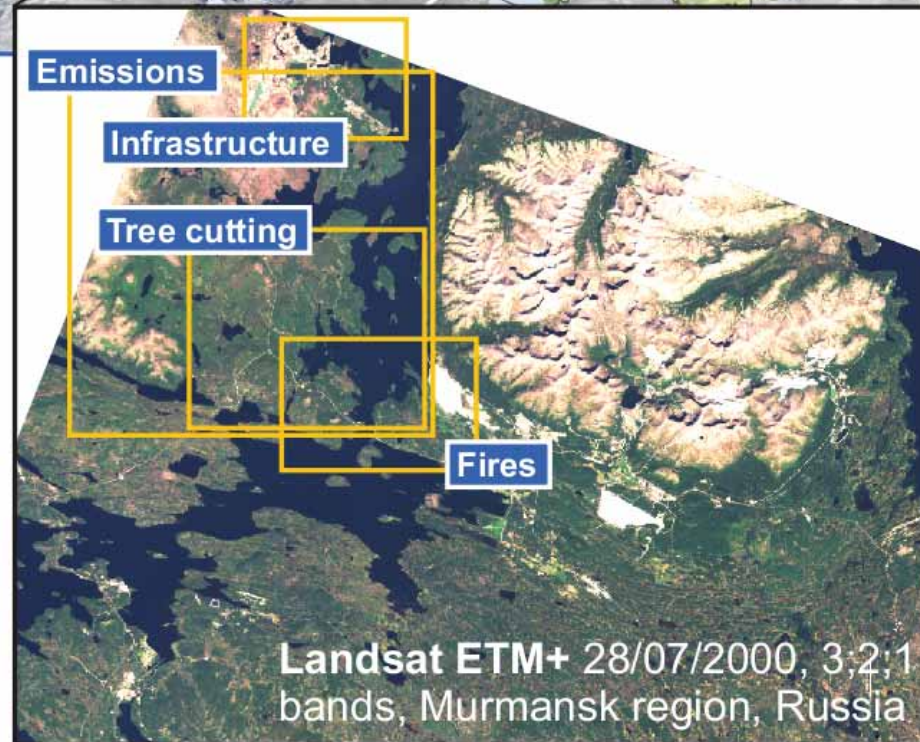 Emissions
Infrastructure
Tree cutting
Fires
Landsat ETM+ 28/07/2000, 3;2;1
bands, Murmansk region, Russia